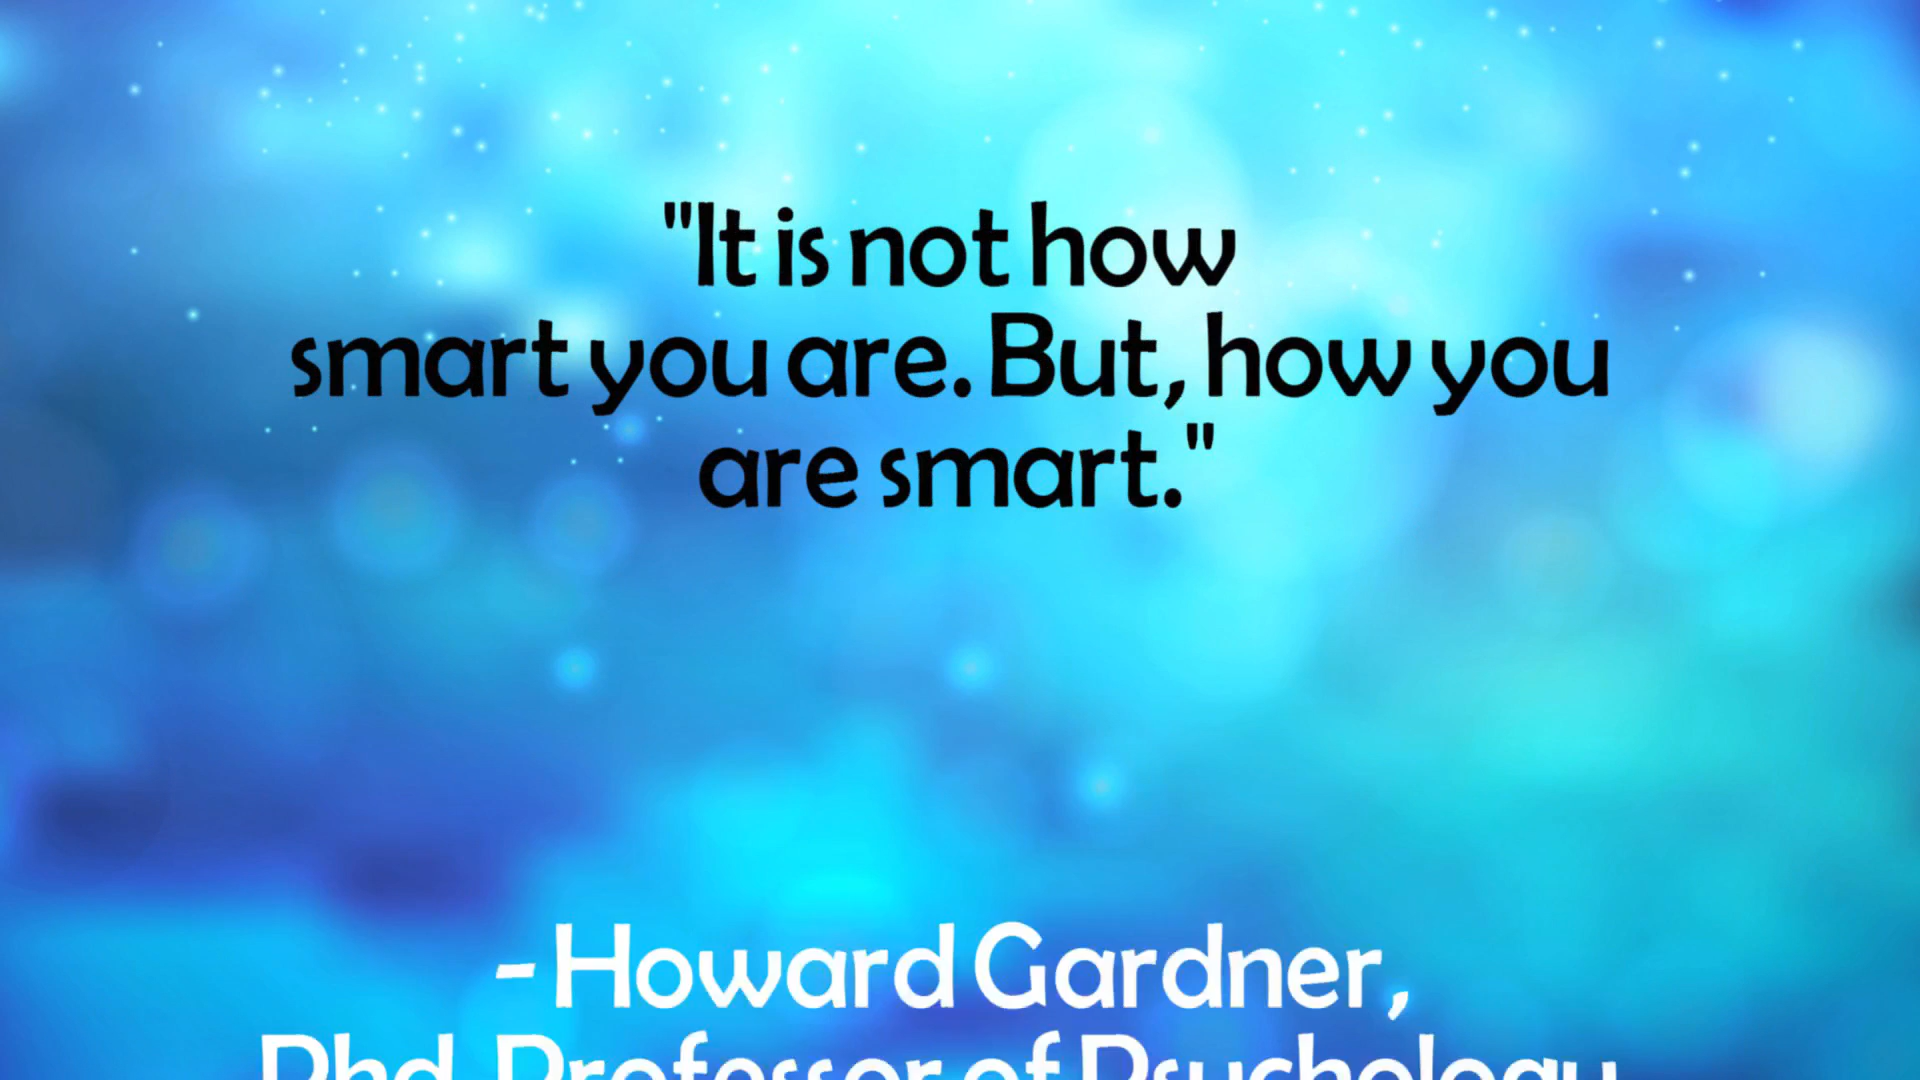 "It is not how
smart you are. But, how you
are smart."
- Howard Gardner,
Phd, Professor of Psychology